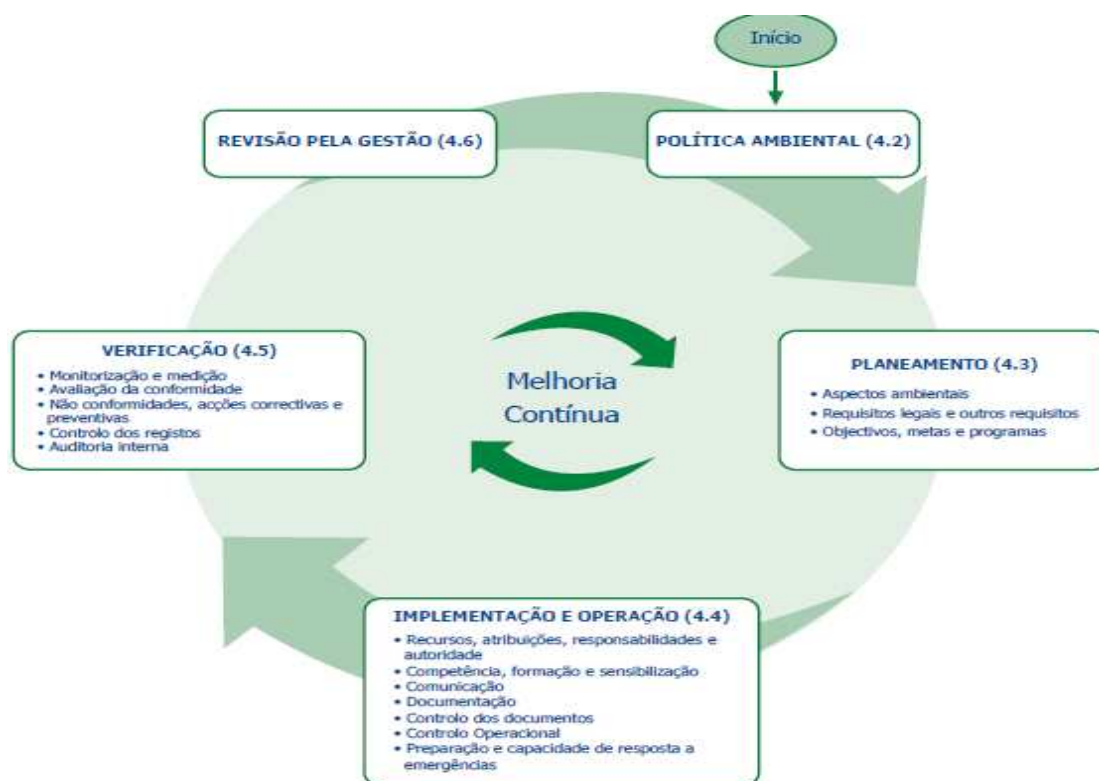 Início
REVISÃO PELA GESTÃO (4.6)
POLÍTICA AMBIENTAL (4.2)
VERIFICAÇÃO (4.5)
• Monitorização e medição
• Avaliação da conformidade
• Não conformidades, acções correctivas e
preventivas
• Controlo dos registos
• Auditoria interna
Melhoria
Contínua
PLANEAMENTO (4.3)
• Aspectos ambientais
• Requisitos legais e outros requisitos
• Objectivos, metas e programas
IMPLEMENTAÇÃO E OPERAÇÃO (4.4)
• Recursos, atribuições, responsabilidades e
autoridade
• Competência, formação e sensibilização
• Comunicação
• Documentação
• Controlo dos documentos
• Controlo Operacional
• Preparação e capacidade de resposta a
emergências